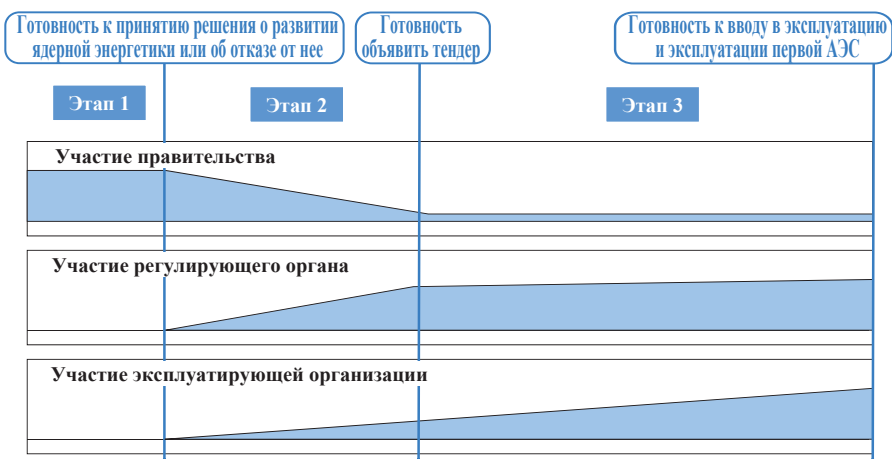 Готовность к принятию решения о развитии
ядерной энергетики или об отказе от нее
Готовность
объявить тендер
Готовность к вводу в эксплуатацию
и эксплуатации первой АЭС
Этап 1
Этап 2
Этап 3
Участие правительства
Участие регулирующего органа
Участие эксплуатирующей организации